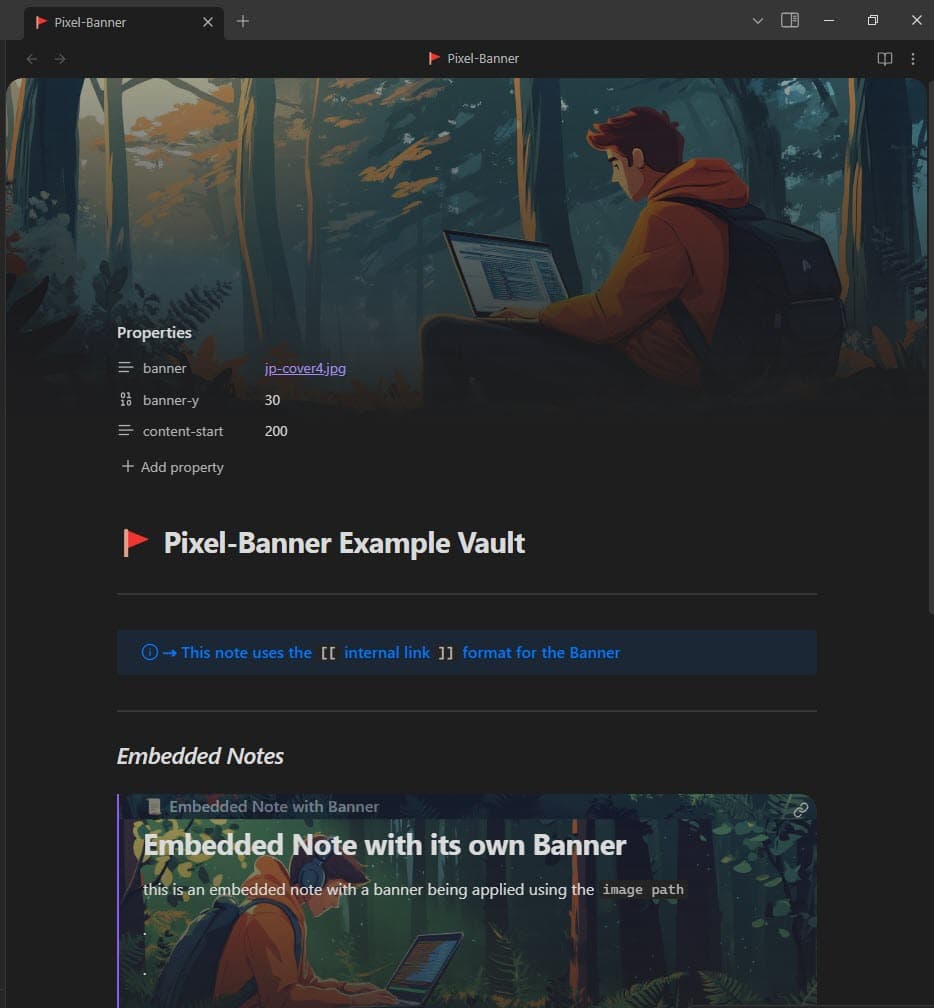 Pixel-Banner
Pixel-Banner
Properties
banner jp-cover4.jpg
banner-y 30
content-start 200
Add property
Pixel-Banner Example Vault
→ This note uses the [[ internal link ]] format for the Banner
Embedded Notes
Embedded Note with Banner
Embedded Note with its own Banner
this is an embedded note with a banner being applied using the image path
.
.